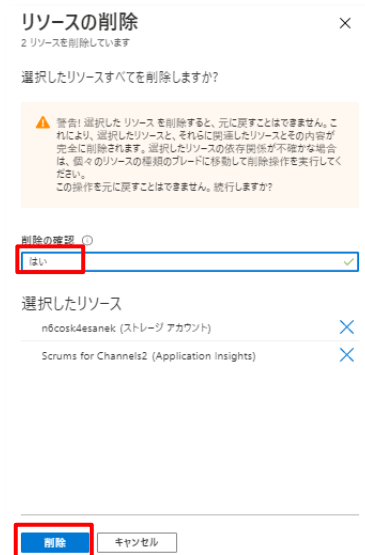 リソースの削除
2 リソースを削除しています
選択したリソースすべてを削除しますか?
警告! 選択した リソース を削除すると、元に戻すことはできません。こ
れにより、選択したリソースと、それらに関連したリソースとその内容が
完全に削除されます。選択したリソースの依存関係が不確かな場合
は、個々のリソースの種類のブレードに移動して削除操作を実行してく
ださい。
この操作を元に戻すことはできません。続行しますか?
削除の確認
はい
選択したリソース
n6cosk4esanek (ストレージ アカウント)
Scrums for Channels2 (Application Insights)
削除
キャンセル